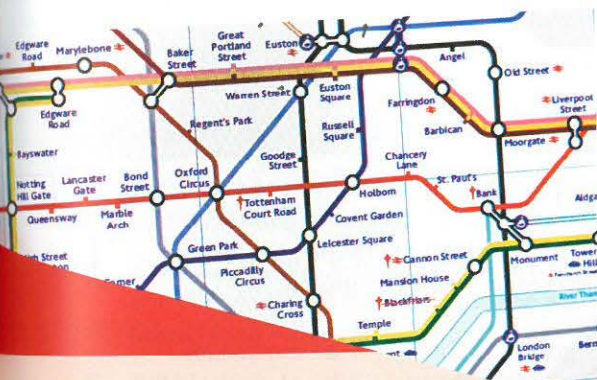 Edgware
Road
Marylebone
Baker
Street
Great
Portland
Street
Euston
Angel
Old Street
Edgware
Road
Warren Street
Euston
Square
Farringdon
Liverpool
Street
Barbican
Moorgate
Regent's Park
Russell
Square
Bayswater
Goodge
Street
Chancery
Lane
Notting
Hill Gate
Lancaster
Gate
Bond
Street
Oxford
Circus
St. Paul's
Bank
Holborn
Queensway
Marble
Arch
Tottenham
Court Road
Covent Garden
Green Park
Leicester Square
Cannon Street
Monument
Tower
Hill
Piccadilly
Circus
Mansion House
Blackfriars
Charing
Cross
Temple
River Tham
London
Bridge